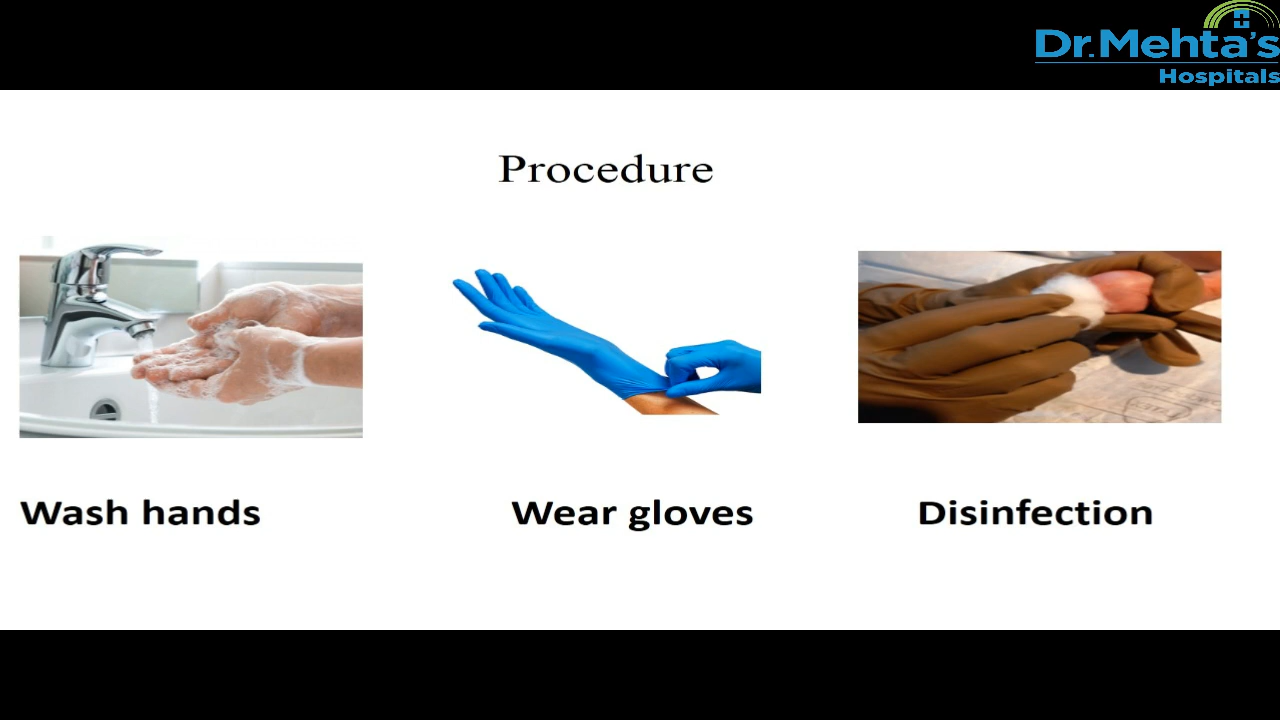 Dr.Mehta's
Hospitals
Procedure
Wash hands
Wear gloves
Disinfection